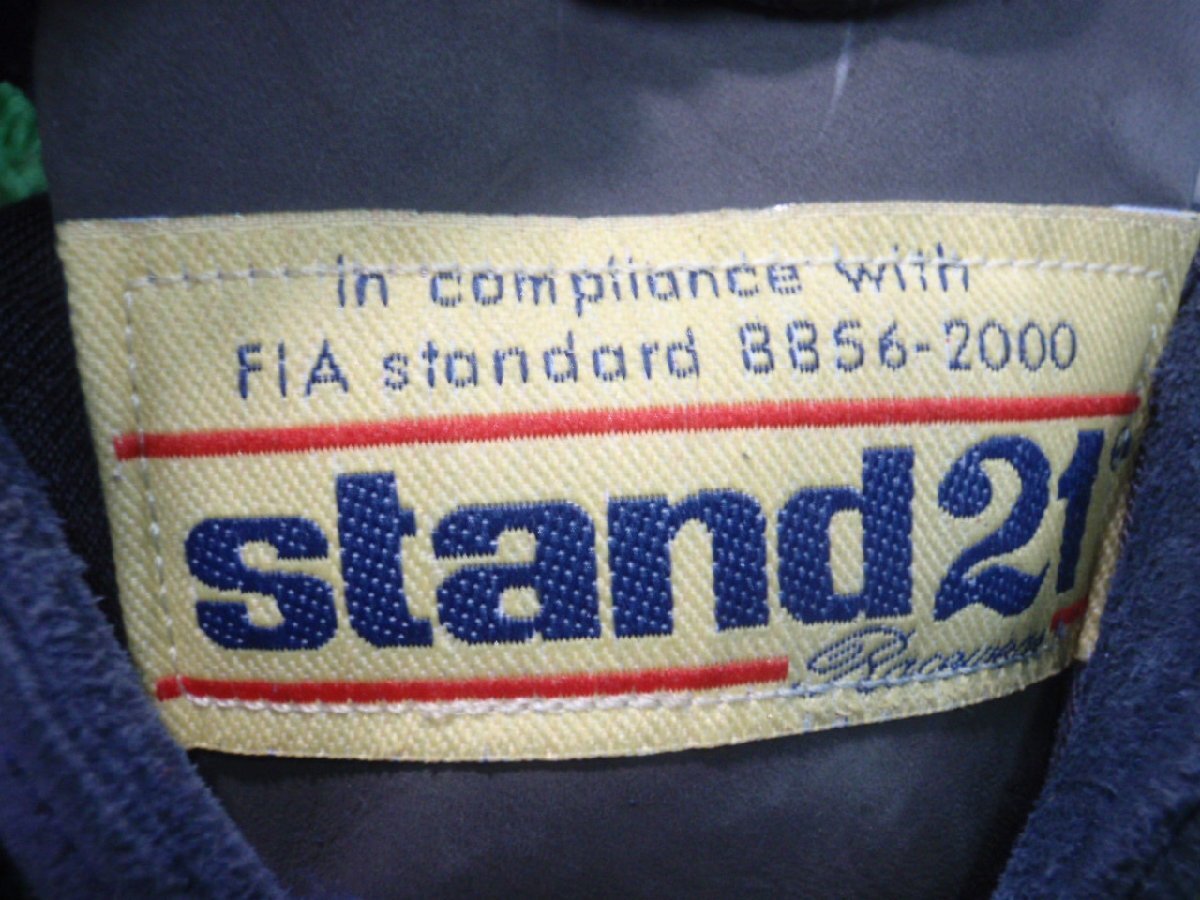 in compliance with
FIA standard 8856-2000
stand21
Racewear